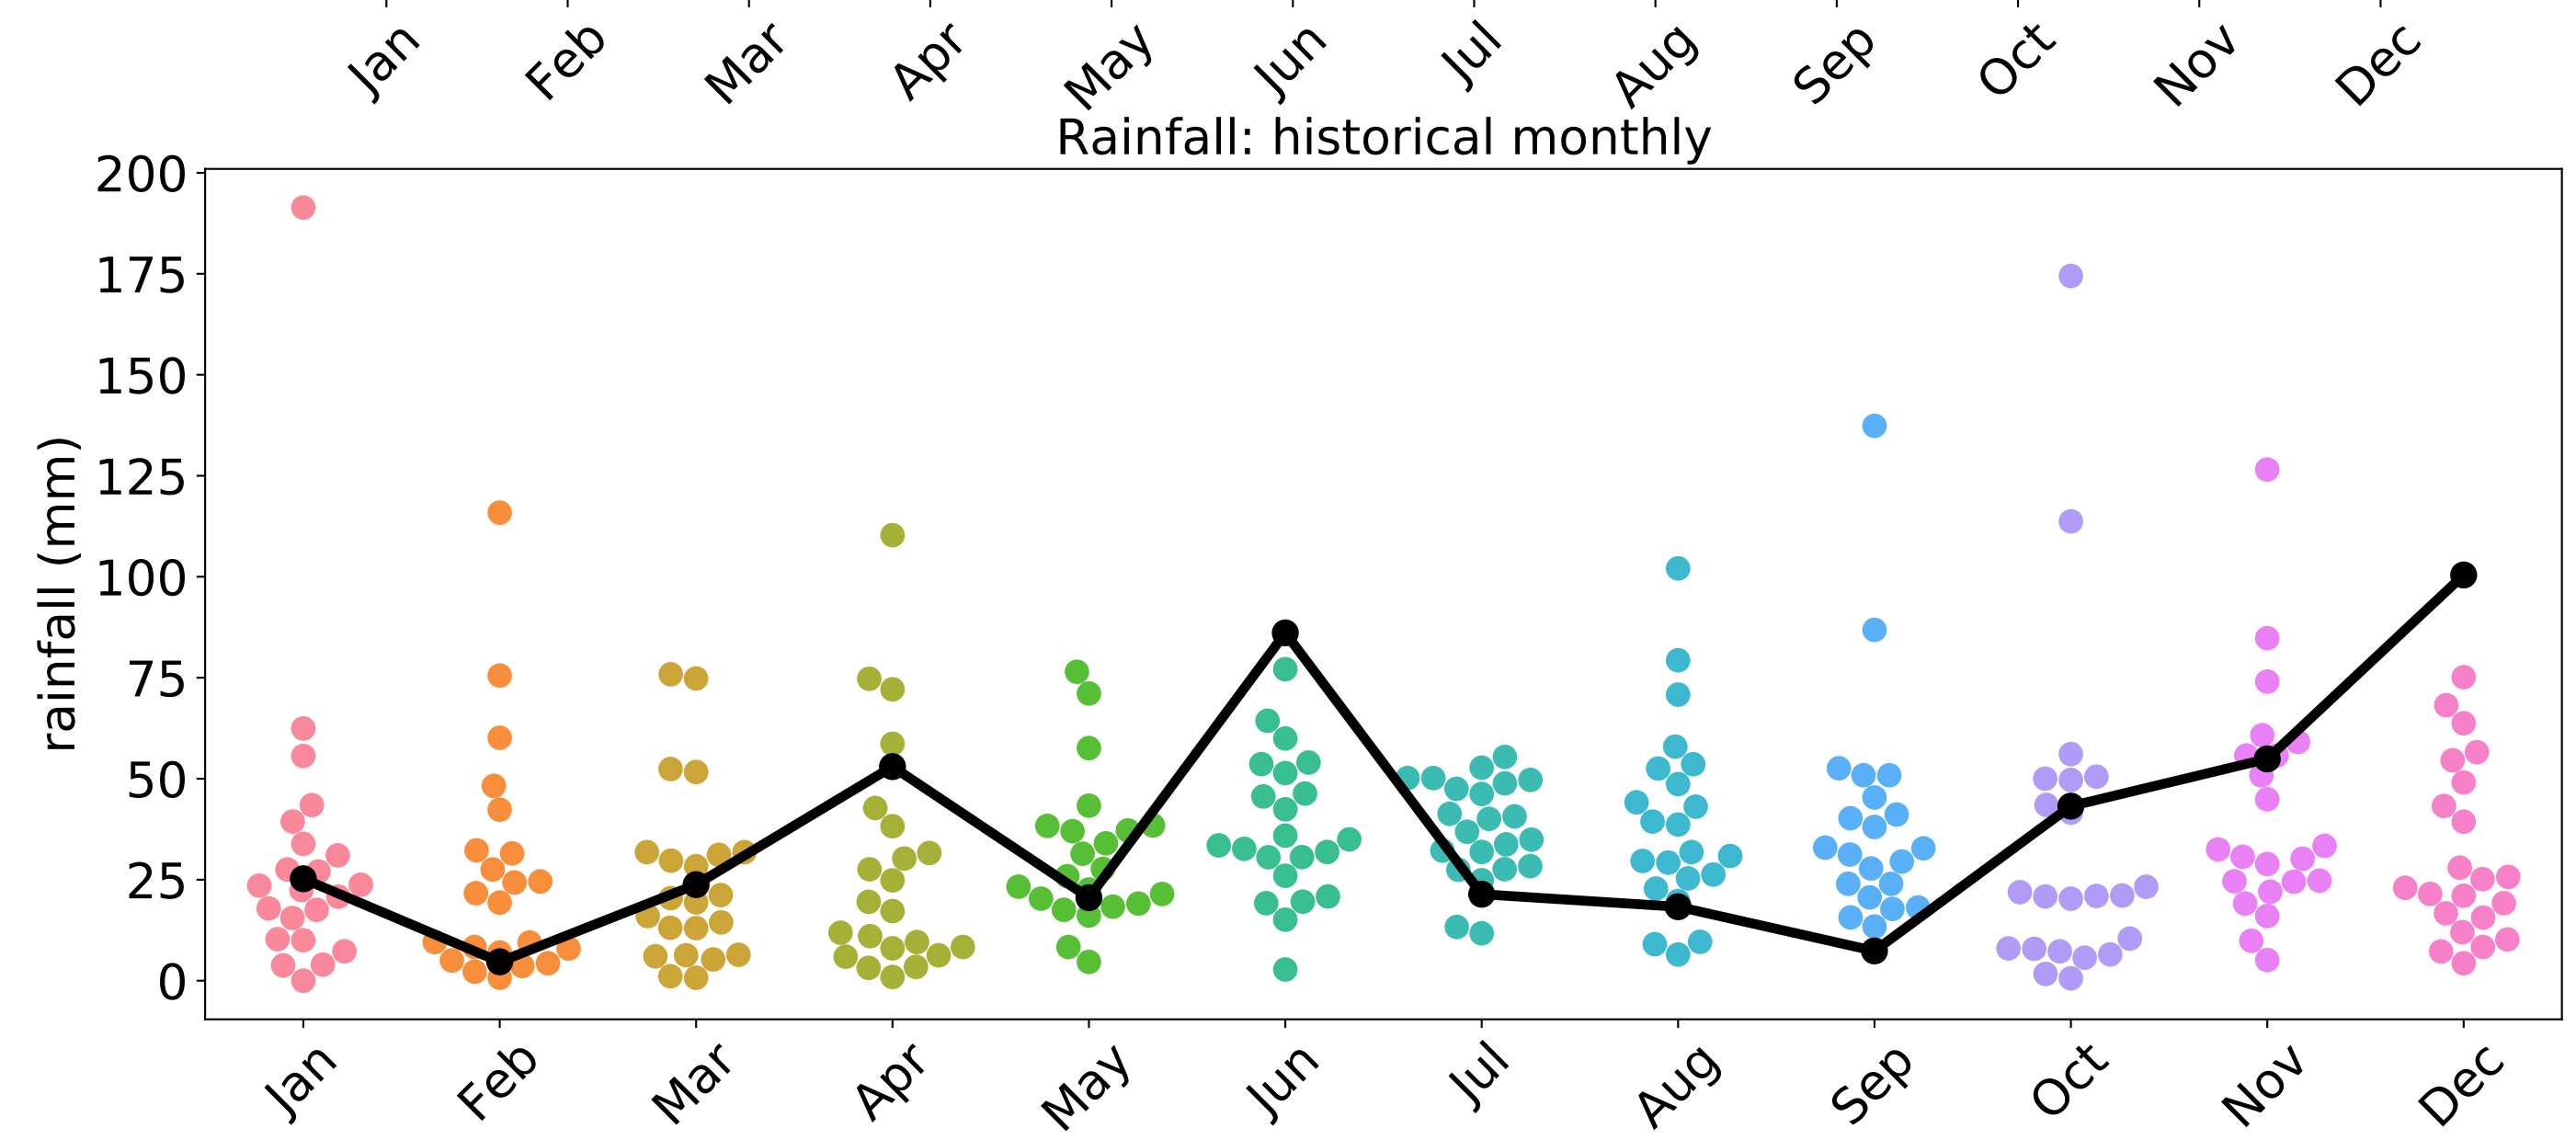 Jan Feb Mar Apr May Jun Jul Aug Sep Oct Nov Dec
Rainfall: historical monthly
rainfall (mm)
200
175
150
125
100
75
50
25
0
Jan Feb Mar Apr May Jun Jul Aug Sep Oct Nov Dec